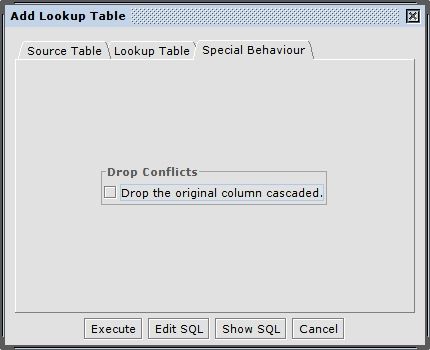 Add Lookup Table
Source Table Lookup Table Special Behaviour
Drop Conflicts
Drop the original column cascaded.
Execute Edit SQL Show SQL Cancel